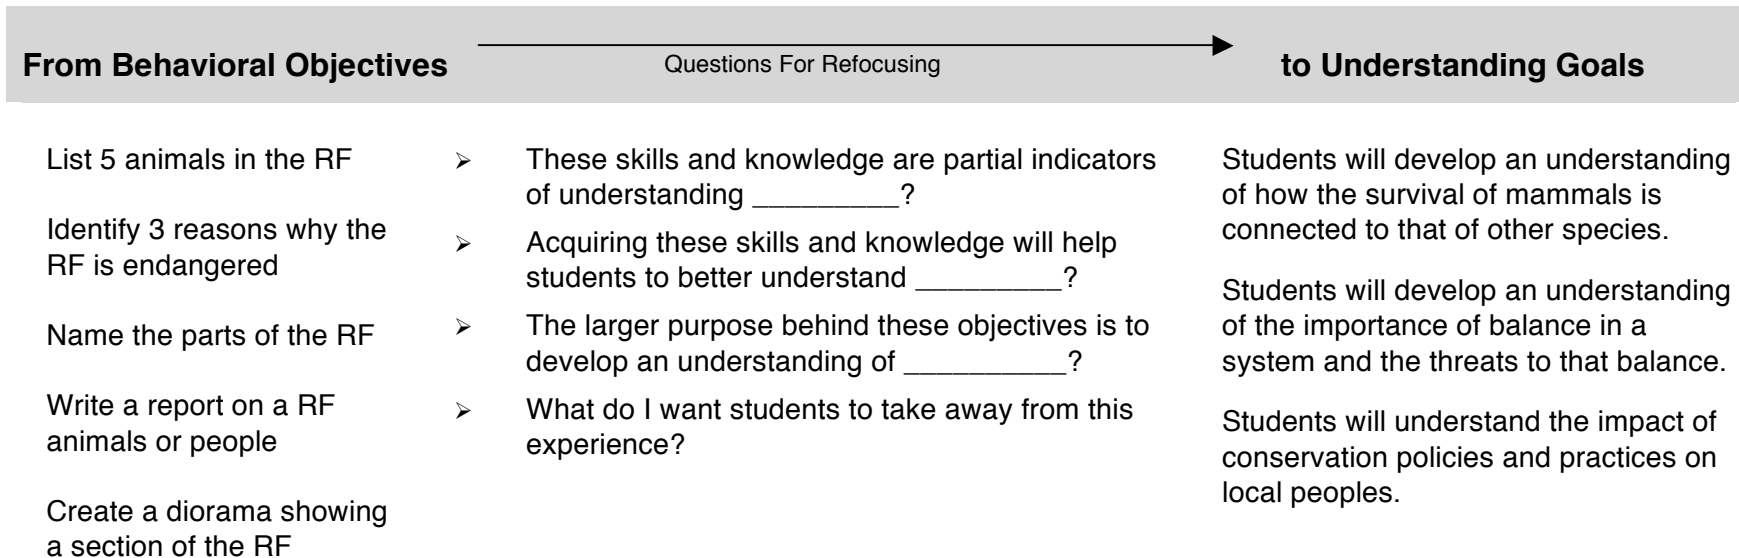 From Behavioral Objectives
Questions For Refocusing
to Understanding Goals
List 5 animals in the RF
Identify 3 reasons why the
RF is endangered
Name the parts of the RF
Write a report on a RF
animals or people
Create a diorama showing
a section of the RF
➢ These skills and knowledge are partial indicators
of understanding _________?
➢ Acquiring these skills and knowledge will help
students to better understand _________?
➢ The larger purpose behind these objectives is to
develop an understanding of __________?
➢ What do I want students to take away from this
experience?
Students will develop an understanding
of how the survival of mammals is
connected to that of other species.
Students will develop an understanding
of the importance of balance in a
system and the threats to that balance.
Students will understand the impact of
conservation policies and practices on
local peoples.